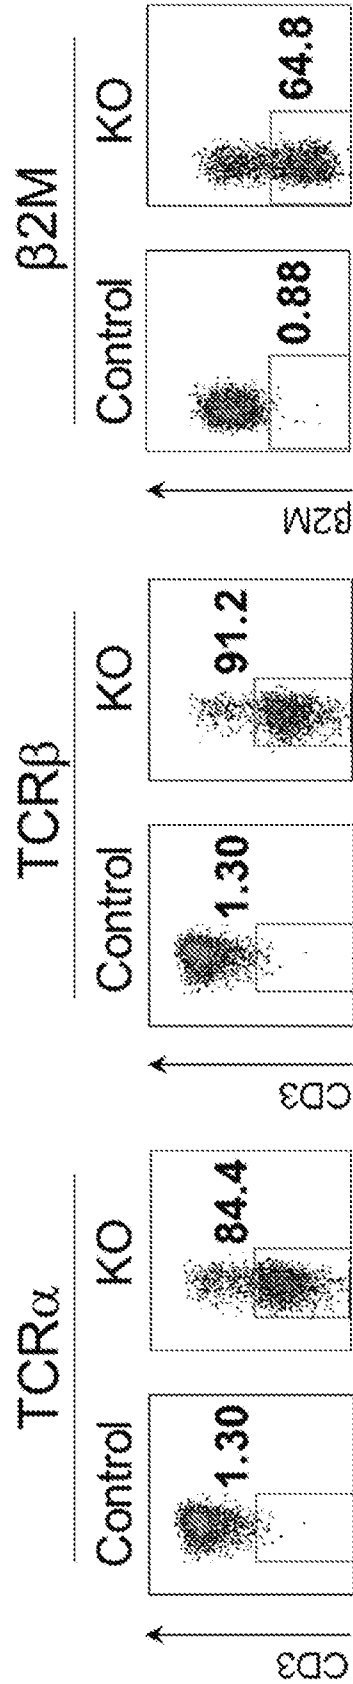 TCRα
Control KO
CD3
1.30
84.4
TCRβ
Control KO
CD3
1.30
91.2
β2M
Control KO
β2M
0.88
64.8